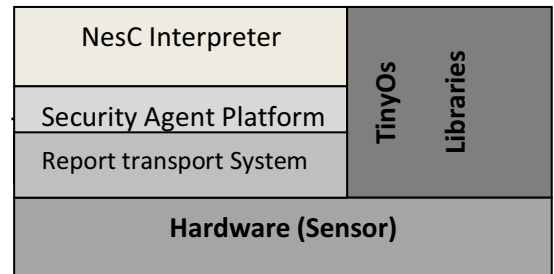 NesC Interpreter
Security Agent Platform
Report transport System
TinyOs
Libraries
Hardware (Sensor)